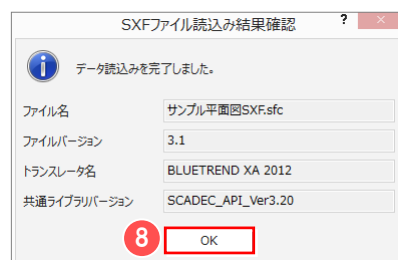 SXFファイル読込み結果確認 ? ×
データ読込みを完了しました。
ファイル名 サンプル平面図SXF.sfc
ファイルバージョン 3.1
トランスレータ名 BLUETREND XA 2012
共通ライブラリバージョン SCADEC_API_Ver3.20
8 OK